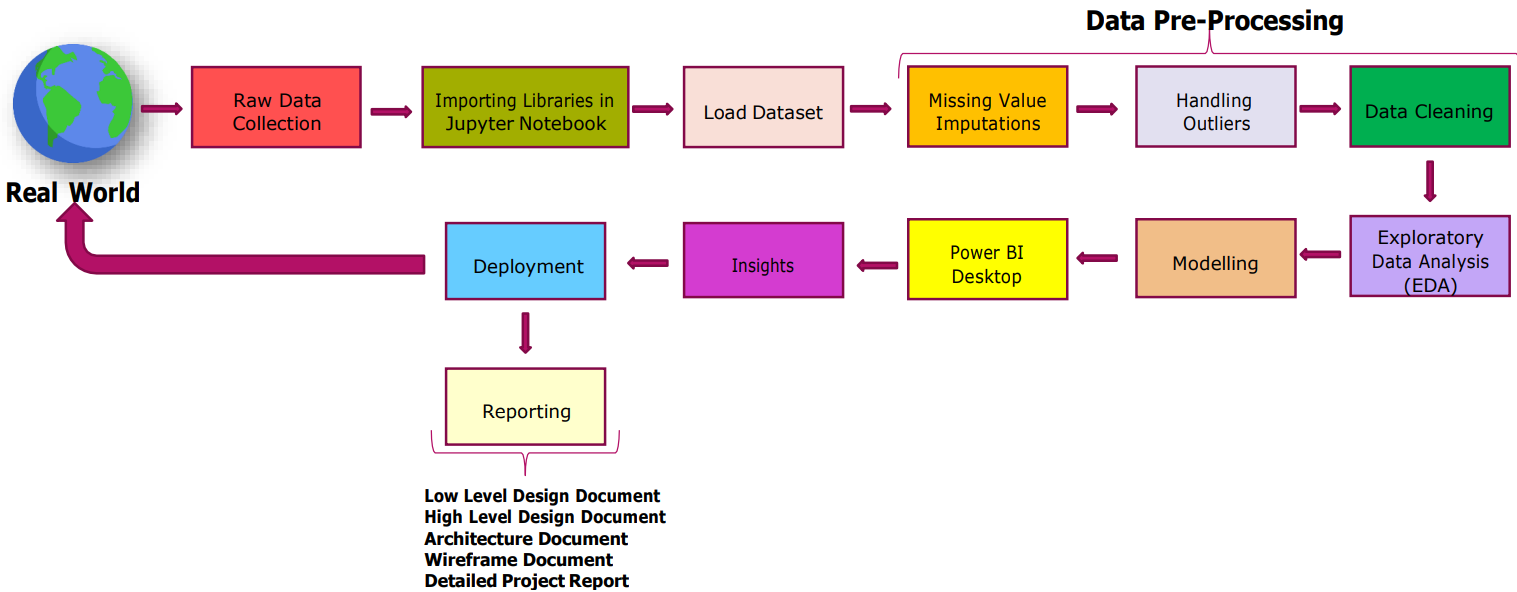 Data Pre-Processing
Raw Data
Collection
Importing Libraries in
Jupyter Notebook
Load Dataset
Missing Value
Imputations
Handling
Outliers
Data Cleaning
Real World
Deployment
Insights
Power BI
Desktop
Modelling
Exploratory
Data Analysis
(EDA)
Reporting
Low Level Design Document
High Level Design Document
Architecture Document
Wireframe Document
Detailed Project Report